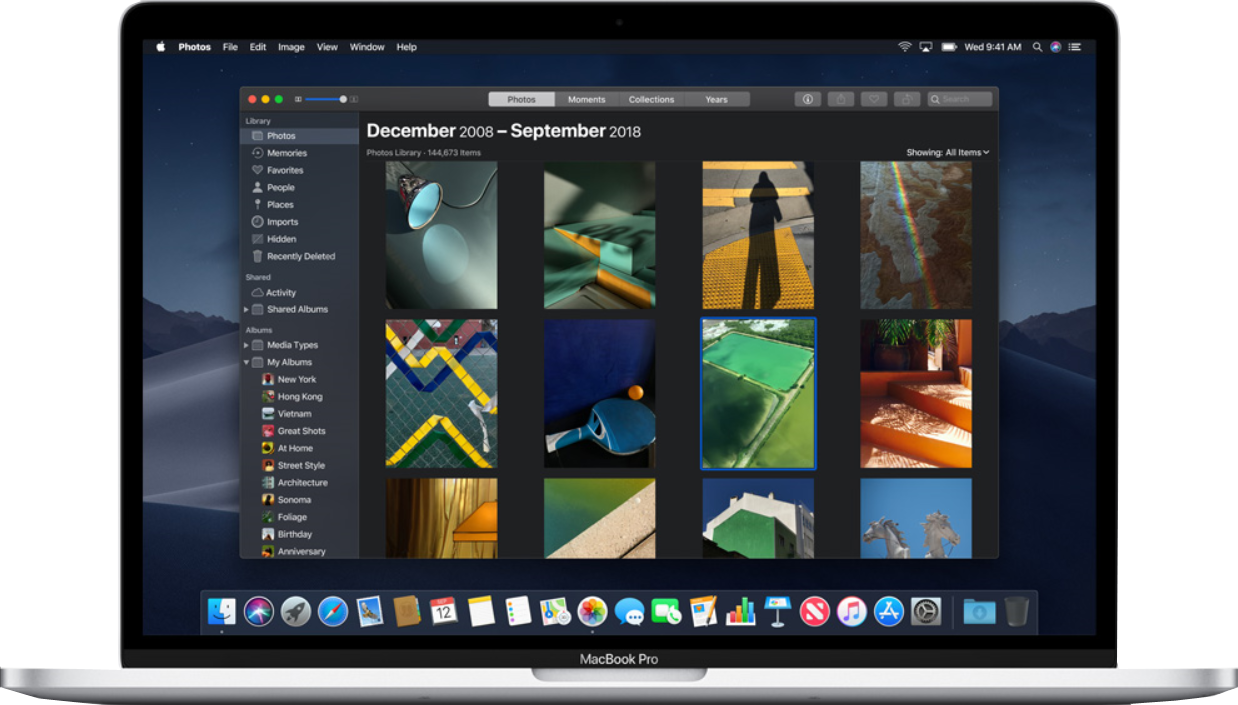 Photos File Edit Image View Window Help
Wed 9:41 AM
Photos Moments Collections Years
Search
Library
Photos
Memories
Favorites
People
Places
Imports
Hidden
Recently Deleted
Shared
Activity
Shared Albums
Albums
Media Types
My Albums
New York
Hong Kong
Vietnam
Great Shots
At Home
Street Style
Architecture
Sonoma
Foliage
Birthday
Anniversary
December 2008 – September 2018
Photos Library · 144,673 Items
Showing: All Items
12
MacBook Pro